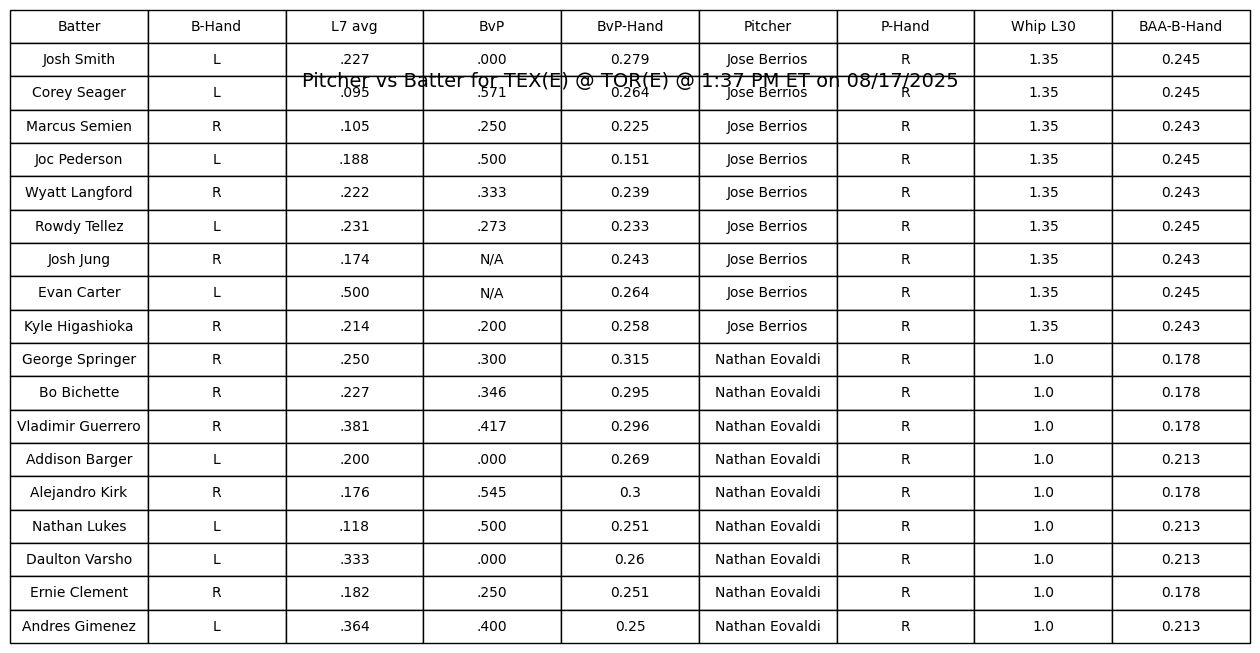 Batter B-Hand L7 avg BvP BvP-Hand Pitcher P-Hand Whip L30 BAA-B-Hand
Josh Smith L .227 .000 0.279 Jose Berrios R 1.35 0.245
Pitcher vs Batter for TEX(E) @ TOR(E) @ 1:37 PM ET on 08/17/2025
Corey Seager L .095 .571 0.264 Jose Berrios R 1.35 0.245
Marcus Semien R .105 .250 0.225 Jose Berrios R 1.35 0.243
Joc Pederson L .188 .500 0.151 Jose Berrios R 1.35 0.245
Wyatt Langford R .222 .333 0.239 Jose Berrios R 1.35 0.243
Rowdy Tellez L .231 .273 0.233 Jose Berrios R 1.35 0.245
Josh Jung R .174 N/A 0.243 Jose Berrios R 1.35 0.243
Evan Carter L .500 N/A 0.264 Jose Berrios R 1.35 0.245
Kyle Higashioka R .214 .200 0.258 Jose Berrios R 1.35 0.243
George Springer R .250 .300 0.315 Nathan Eovaldi R 1.0 0.178
Bo Bichette R .227 .346 0.295 Nathan Eovaldi R 1.0 0.178
Vladimir Guerrero R .381 .417 0.296 Nathan Eovaldi R 1.0 0.178
Addison Barger L .200 .000 0.269 Nathan Eovaldi R 1.0 0.213
Alejandro Kirk R .176 .545 0.3 Nathan Eovaldi R 1.0 0.178
Nathan Lukes L .118 .500 0.251 Nathan Eovaldi R 1.0 0.213
Daulton Varsho L .333 .000 0.26 Nathan Eovaldi R 1.0 0.213
Ernie Clement R .182 .250 0.251 Nathan Eovaldi R 1.0 0.178
Andres Gimenez L .364 .400 0.25 Nathan Eovaldi R 1.0 0.213